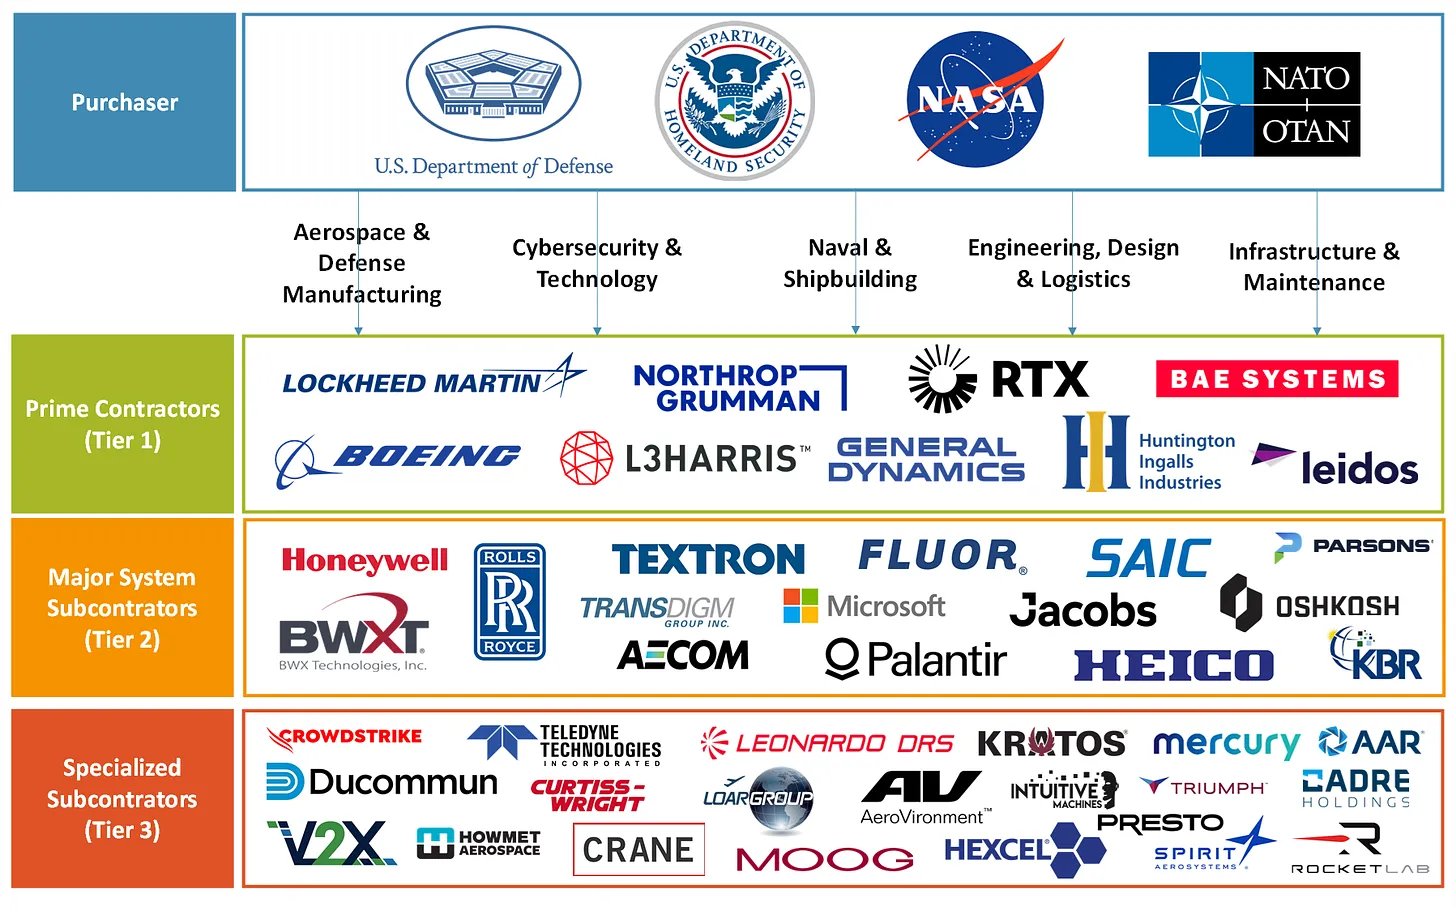 Purchaser
U.S. Department of Defense
U.S. DEPARTMENT OF
HOMELAND SECURITY
NASA
NATO
OTAN
Aerospace &
Defense
Manufacturing
Cybersecurity &
Technology
Naval &
Shipbuilding
Engineering, Design
& Logistics
Infrastructure &
Maintenance
Prime Contractors
(Tier 1)
LOCKHEED MARTIN
NORTHROP
GRUMMAN
RTX
BAE SYSTEMS
BOEING
L3HARRIS™
GENERAL
DYNAMICS
Huntington
Ingalls
Industries
leidos
Major System
Subcontrators
(Tier 2)
Honeywell
ROLLS
RR
ROYCE
TEXTRON
FLUOR®
SAIC
PARSONS
BWXT
BWX Technologies, Inc.
TRANSDIGM
GROUP INC.
Microsoft
Jacobs
OSHKOSH
AECOM
Palantir
HEICO
KBR
Specialized
Subcontrators
(Tier 3)
CROWDSTRIKE
TELEDYNE
TECHNOLOGIES
INCORPORATED
LEONARDO DRS
KRATOS
mercury
AAR
Ducommun
CURTISS-
WRIGHT
LOARGROUP
AV
AeroVironment™
INTUITIVE
MACHINES
TRIUMPH
CADRE
HOLDINGS
V2X
HOWMET
AEROSPACE
CRANE
MOOG
HEXCEL
PRESTO
SPIRIT
AEROSYSTEMS
ROCKETLAB